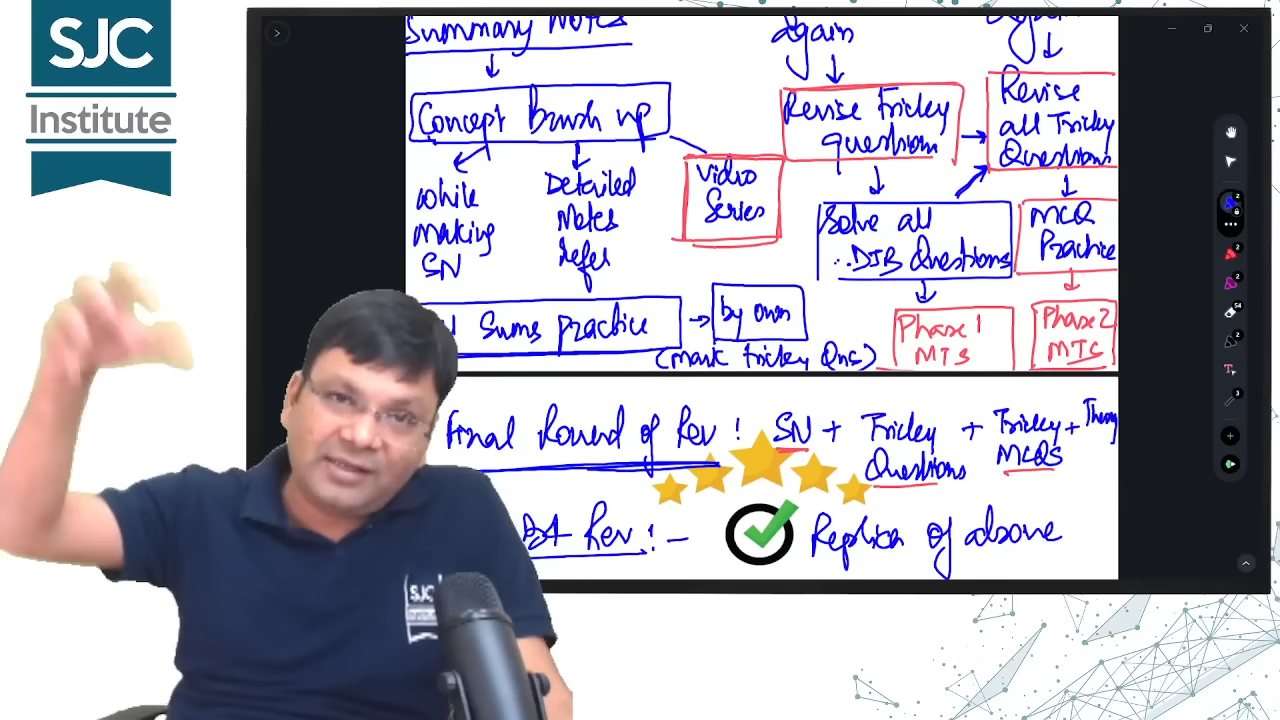 SJC
Institute
Summary Notes
Again
Again
Concept Brush up
While
Making
SN
Detailed
Notes
Refer
Video
Series
Revise Tricky
questions
Revise
all Tricky
Questions
Solve all
DTB Questions
MCQ
Practice
Sums practice
by own
(Mark tricky Qns)
Phase 1
MTS
Phase 2
MTS
Final Round of Rev : SN + Tricky Questions + Tricky MCQs + Theory
Rev :- Replica of above
SJC